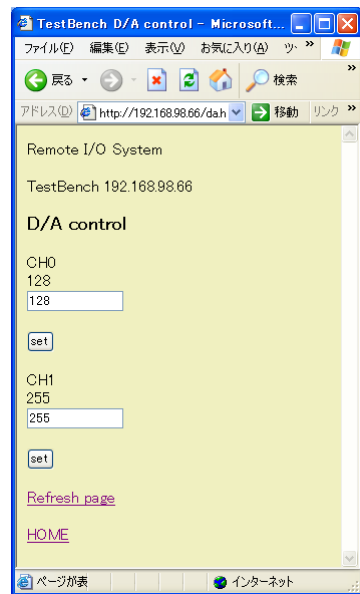 TestBench D/A control - Microsoft...
ファイル(F) 編集(E) 表示(V) お気に入り(A) ツ- »
戻る 検索 »
アドレス(D) http://192.168.98.66/da.h 移動 リンク »
Remote I/O System
TestBench 192.168.98.66
D/A control
CH0
128
128
set
CH1
255
255
set
Refresh page
HOME
ページが表 インターネット